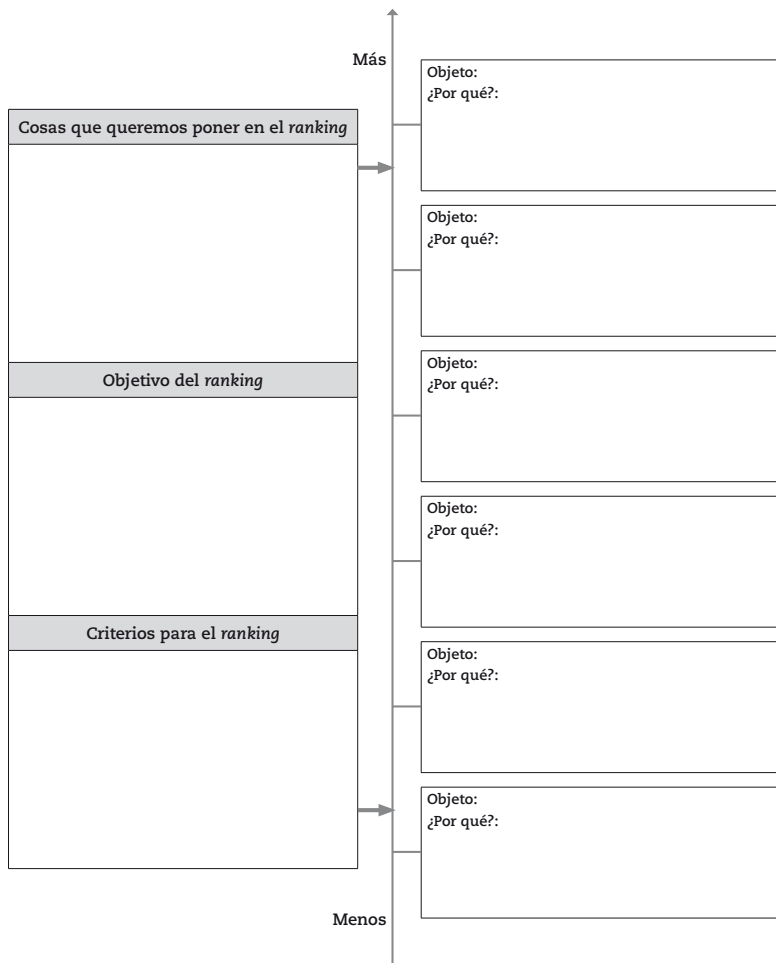 Más
Cosas que queremos poner en el ranking
Objetivo del ranking
Criterios para el ranking
Menos
Objeto:
¿Por qué?:
Objeto:
¿Por qué?:
Objeto:
¿Por qué?:
Objeto:
¿Por qué?:
Objeto:
¿Por qué?:
Objeto:
¿Por qué?: